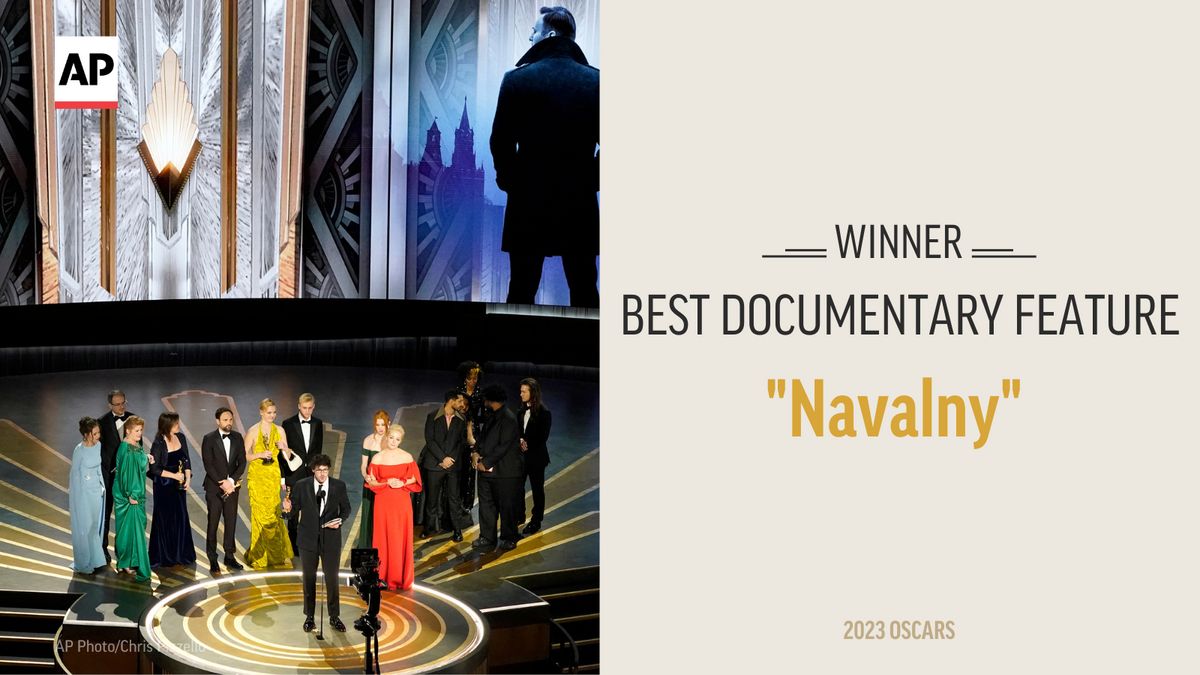 AP
WINNER
BEST DOCUMENTARY FEATURE
"Navalny"
2023 OSCARS
AP Photo/Chris